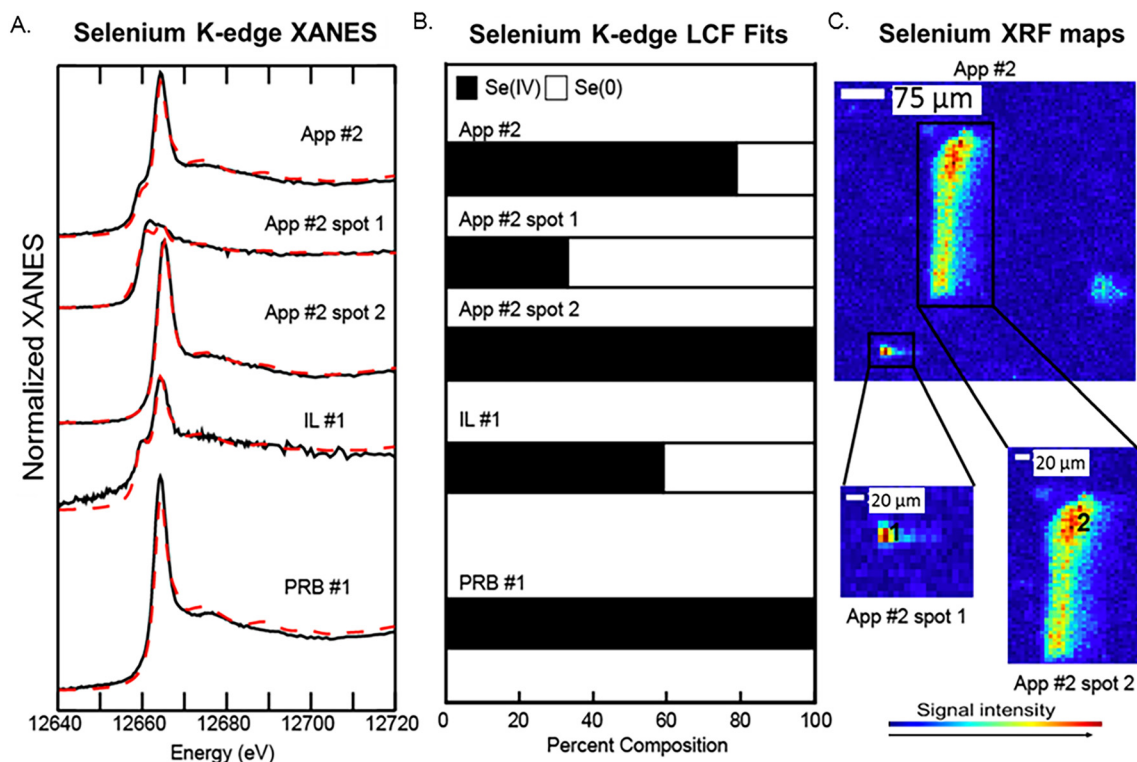 A.
Selenium K-edge XANES
Normalized XANES
App #2
App #2 spot 1
App #2 spot 2
IL #1
PRB #1
12640 12660 12680 12700 12720
Energy (eV)
B.
Selenium K-edge LCF Fits
Se(IV) Se(0)
App #2
App #2 spot 1
App #2 spot 2
IL #1
PRB #1
0 20 40 60 80 100
Percent Composition
C.
Selenium XRF maps
App #2
75 µm
20 µm
1
App #2 spot 1
20 µm
2
App #2 spot 2
Signal intensity